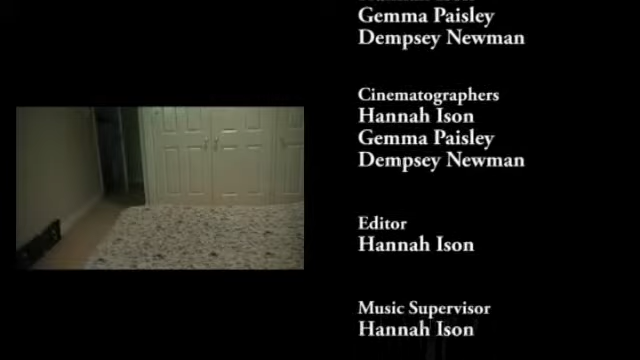 Gemma Paisley
Dempsey Newman
Cinematographers
Hannah Ison
Gemma Paisley
Dempsey Newman
Editor
Hannah Ison
Music Supervisor
Hannah Ison